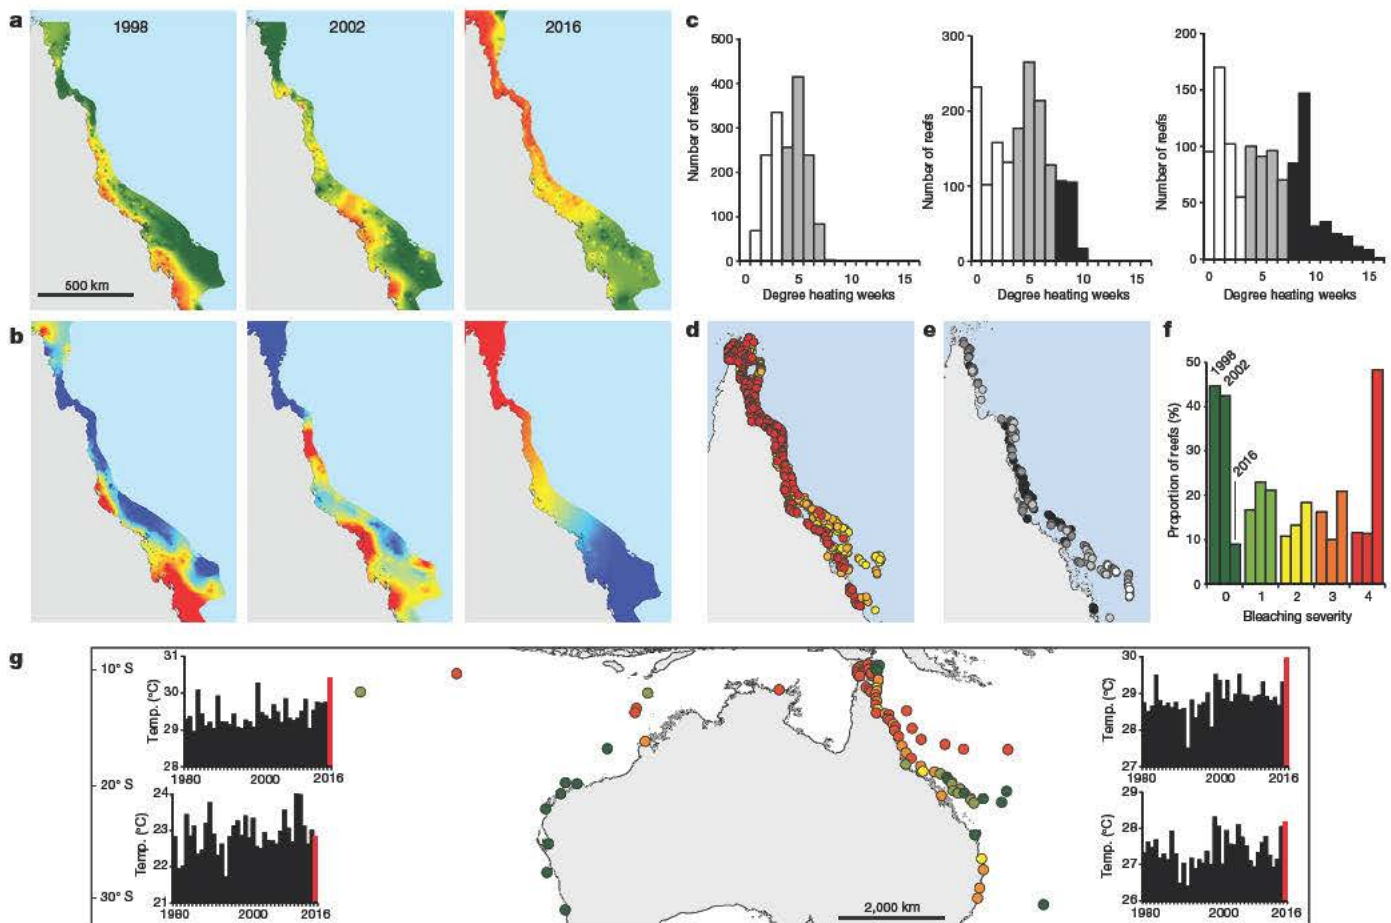 a
1998
2002
2016
500 km
b
c
500
400
300
200
100
0
Number of reefs
0 5 10 15
Degree heating weeks
300
200
100
0
Number of reefs
0 5 10 15
Degree heating weeks
200
150
100
50
0
Number of reefs
0 5 10 15
Degree heating weeks
d
e
f
50
40
30
20
10
0
Proportion of reefs (%)
1998
2002
2016
0 1 2 3 4
Bleaching severity
g
10° S
20° S
30° S
31
30
29
28
Temp. (°C)
1980 2000 2016
24
23
22
21
Temp. (°C)
1980 2000 2016
30
29
28
27
Temp. (°C)
1980 2000 2016
29
28
27
26
Temp. (°C)
1980 2000 2016
2,000 km